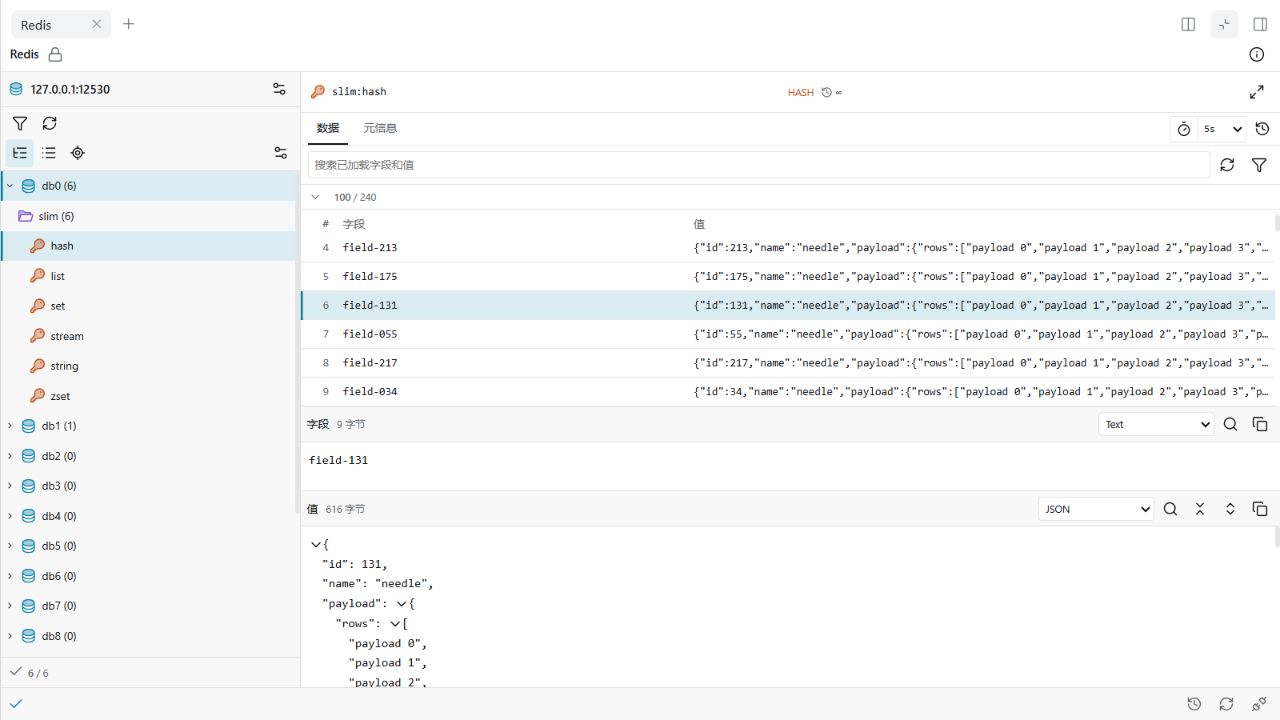 Redis
Redis
127.0.0.1:12530
db0 (6)
slim (6)
hash
list
set
stream
string
zset
db1 (1)
db2 (0)
db3 (0)
db4 (0)
db5 (0)
db6 (0)
db7 (0)
db8 (0)
6 / 6
slim:hash
HASH ∞
数据 元信息
5s
搜索已加载字段和值
100 / 240
# 字段 值
4 field-213 {"id":213,"name":"needle","payload":{"rows":["payload 0","payload 1","payload 2","payload 3","…
5 field-175 {"id":175,"name":"needle","payload":{"rows":["payload 0","payload 1","payload 2","payload 3","…
6 field-131 {"id":131,"name":"needle","payload":{"rows":["payload 0","payload 1","payload 2","payload 3","…
7 field-055 {"id":55,"name":"needle","payload":{"rows":["payload 0","payload 1","payload 2","payload 3","p…
8 field-217 {"id":217,"name":"needle","payload":{"rows":["payload 0","payload 1","payload 2","payload 3","…
9 field-034 {"id":34,"name":"needle","payload":{"rows":["payload 0","payload 1","payload 2","payload 3","p…
字段 9 字节
Text
field-131
值 616 字节
JSON
{
"id": 131,
"name": "needle",
"payload": {
"rows": [
"payload 0",
"payload 1",
"payload 2",